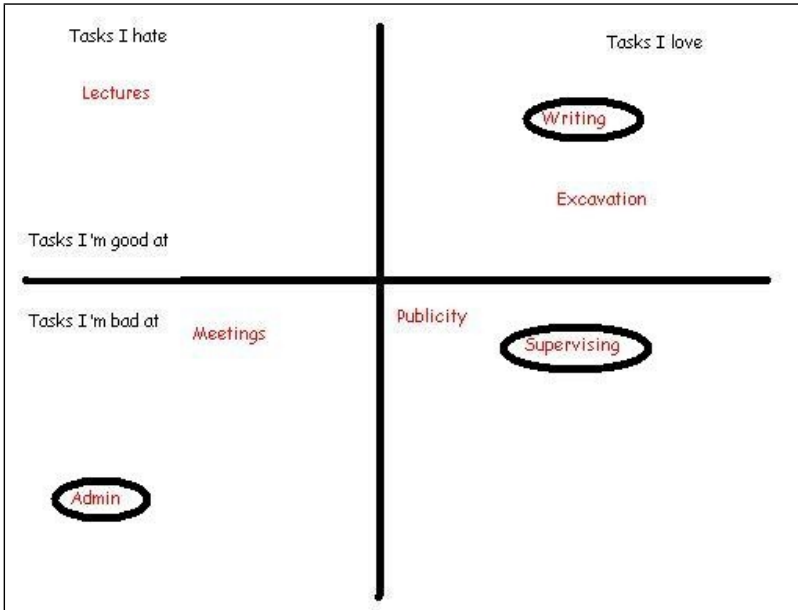 Tasks I hate
Tasks I love
Lectures
Writing
Excavation
Tasks I'm good at
Tasks I'm bad at
Meetings
Publicity
Supervising
Admin